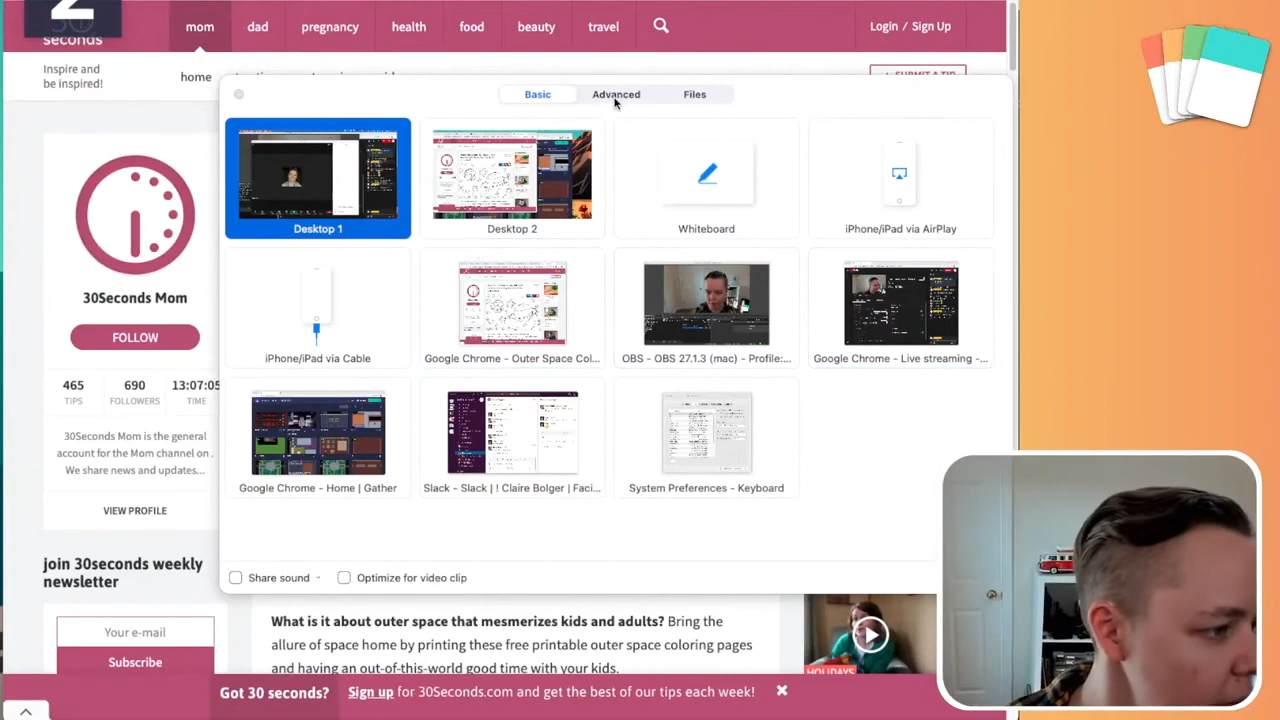 mom dad pregnancy health food beauty travel Login / Sign Up
seconds
Inspire and
be inspired!
home
Basic Advanced Files
30Seconds Mom
FOLLOW
465 690 13:07:05
TIPS FOLLOWERS TIME
30Seconds Mom is the general
account for the Mom channel on .
We share news and updates...
VIEW PROFILE
join 30seconds weekly
newsletter
Your e-mail
Subscribe
Desktop 1 Desktop 2 Whiteboard iPhone/iPad via AirPlay
iPhone/iPad via Cable Google Chrome - Outer Space Col... OBS - OBS 27.1.3 (mac) - Profile:... Google Chrome - Live streaming -...
Google Chrome - Home | Gather Slack - Slack | ! Claire Bolger | Faci... System Preferences - Keyboard
Share sound Optimize for video clip
What is it about outer space that mesmerizes kids and adults? Bring the
allure of space home by printing these free printable outer space coloring pages
and having an out-of-this-world good time with your kids.
HOLIDAYS
Got 30 seconds? Sign up for 30Seconds.com and get the best of our tips each week!